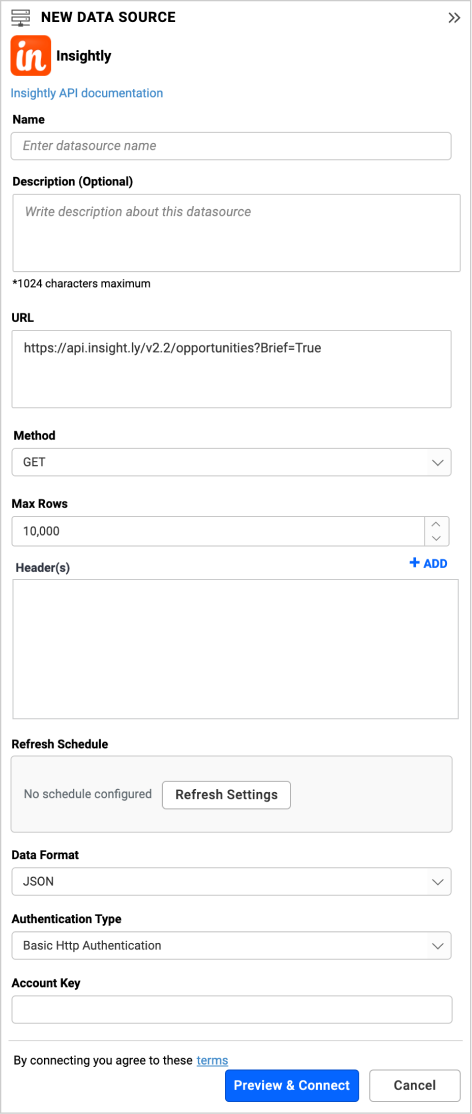 NEW DATA SOURCE
in Insightly
Insightly API documentation
Name
Enter datasource name
Description (Optional)
Write description about this datasource
*1024 characters maximum
URL
https://api.insight.ly/v2.2/opportunities?Brief=True
Method
GET
Max Rows
10,000
Header(s) + ADD
Refresh Schedule
No schedule configured Refresh Settings
Data Format
JSON
Authentication Type
Basic Http Authentication
Account Key
By connecting you agree to these terms
Preview & Connect Cancel